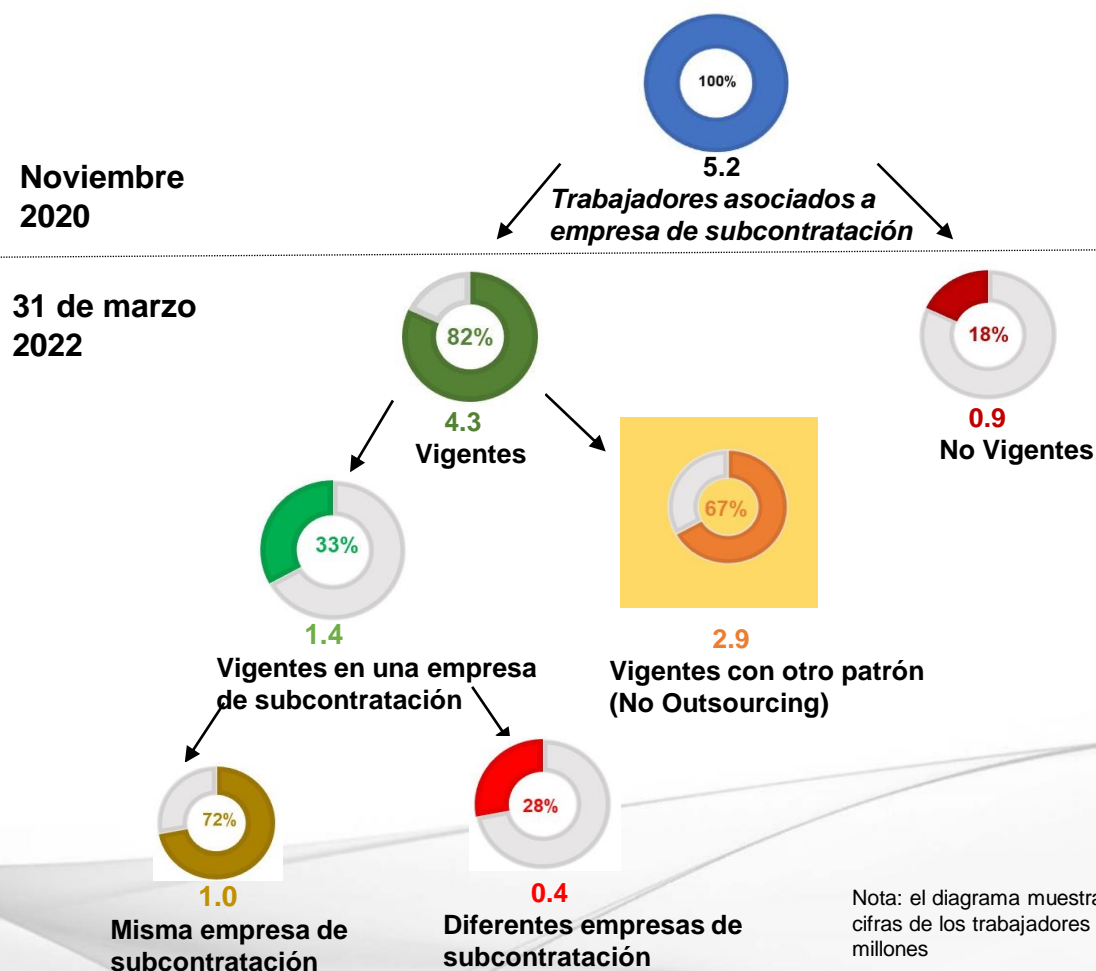 100%
5.2
Trabajadores asociados a
empresa de subcontratación
Noviembre
2020
31 de marzo
2022
82%
4.3
Vigentes
18%
0.9
No Vigentes
33%
1.4
Vigentes en una empresa
de subcontratación
67%
2.9
Vigentes con otro patrón
(No Outsourcing)
72%
1.0
Misma empresa de
subcontratación
28%
0.4
Diferentes empresas de
subcontratación
Nota: el diagrama muestra
cifras de los trabajadores
millones